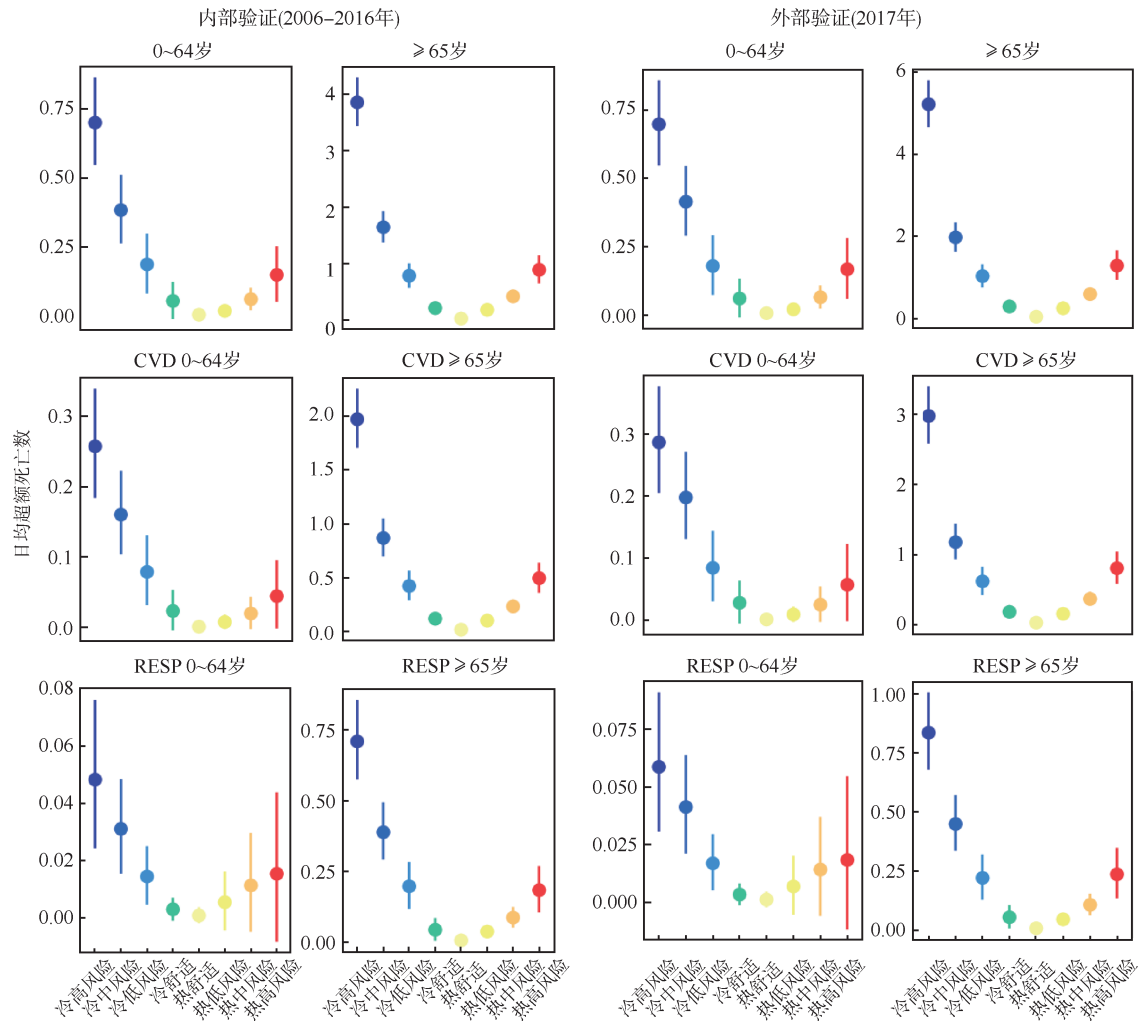 内部验证(2006–2016年)
外部验证(2017年)
0~64岁
≥65岁
0~64岁
≥65岁
0.75
0.50
0.25
0.00
4
3
2
1
0
0.75
0.50
0.25
0.00
6
4
2
0
CVD 0~64岁
CVD≥65岁
CVD 0~64岁
CVD≥65岁
日均超额死亡数
0.3
0.2
0.1
0.0
2.0
1.5
1.0
0.5
0.0
0.3
0.2
0.1
0.0
3
2
1
0
RESP 0~64岁
RESP≥65岁
RESP 0~64岁
RESP≥65岁
0.08
0.06
0.04
0.02
0.00
0.75
0.50
0.25
0.00
0.075
0.050
0.025
0.000
1.00
0.75
0.50
0.25
0.00
冷高风险
冷中风险
冷低风险
冷舒适
热舒适
热低风险
热中风险
热高风险
冷高风险
冷中风险
冷低风险
冷舒适
热舒适
热低风险
热中风险
热高风险
冷高风险
冷中风险
冷低风险
冷舒适
热舒适
热低风险
热中风险
热高风险
冷高风险
冷中风险
冷低风险
冷舒适
热舒适
热低风险
热中风险
热高风险